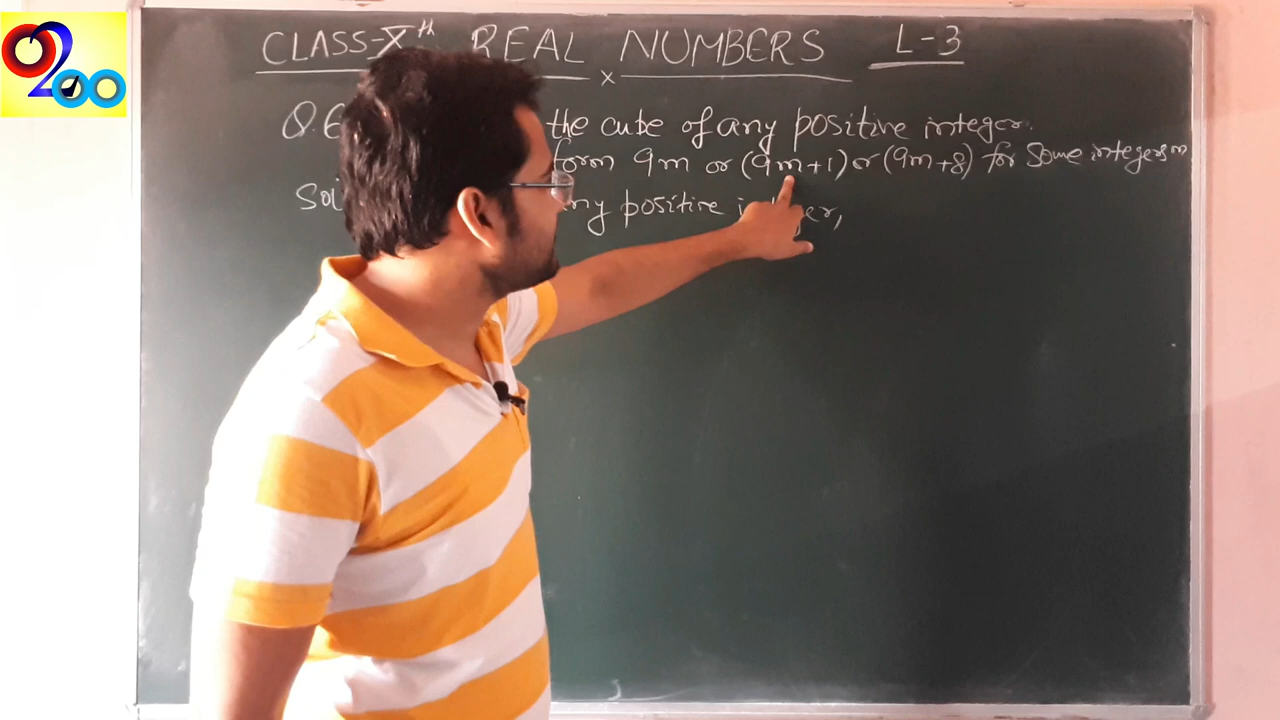 CLASS-Xth REAL NUMBERS L-3
Q.6 the cube of any positive integer.
form 9m or (9m+1) or (9m+8) for some integers m
Sol any positive integer,